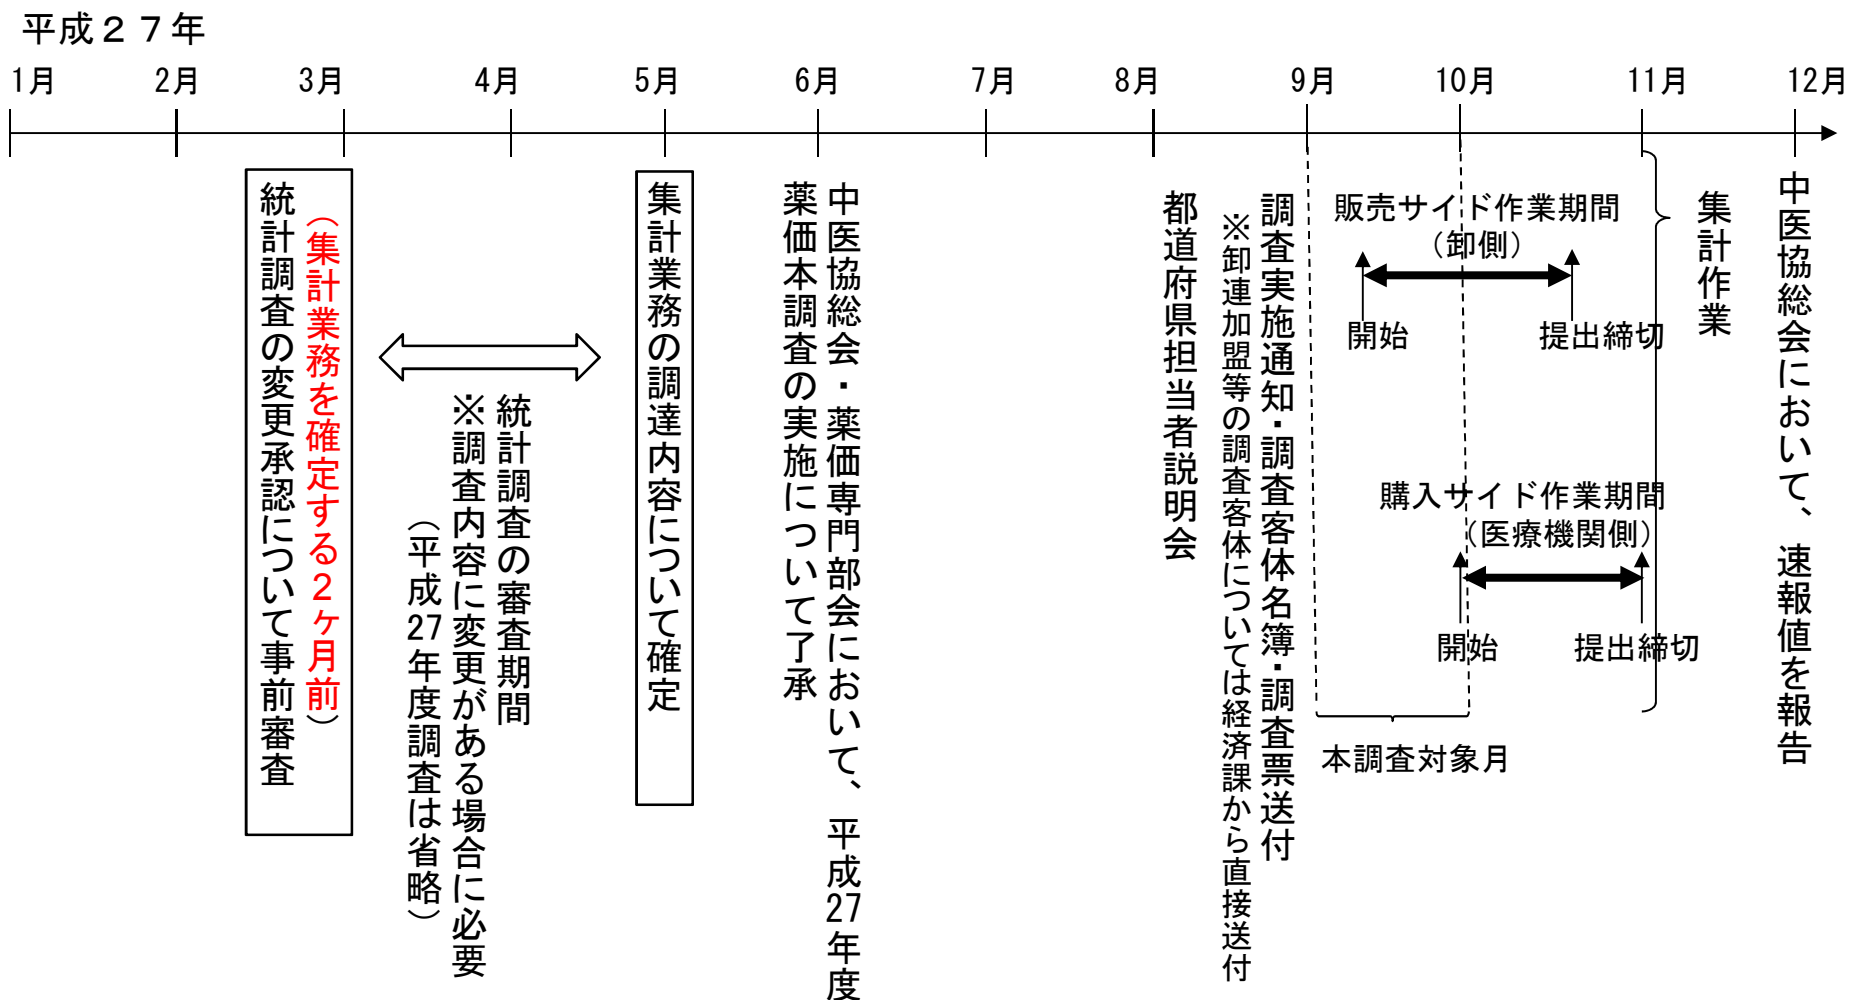 平成２７年
1月
2月
3月
4月
5月
6月
7月
8月
9月
10月
11月
12月
統計調査の変更承認について事前審査
（集計業務を確定する２ヶ月前）
統計調査の審査期間
※調査内容に変更がある場合に必要
（平成27年度調査は省略）
集計業務の調達内容について確定
中医協総会・薬価専門部会において、平成27年度
薬価本調査の実施について了承
都道府県担当者説明会
調査実施通知・調査客体名簿・調査票送付
※卸連加盟等の調査客体については経済課から直接送付
販売サイド作業期間
（卸側）
開始
提出締切
購入サイド作業期間
（医療機関側）
開始
提出締切
本調査対象月
集計作業
中医協総会において、速報値を報告